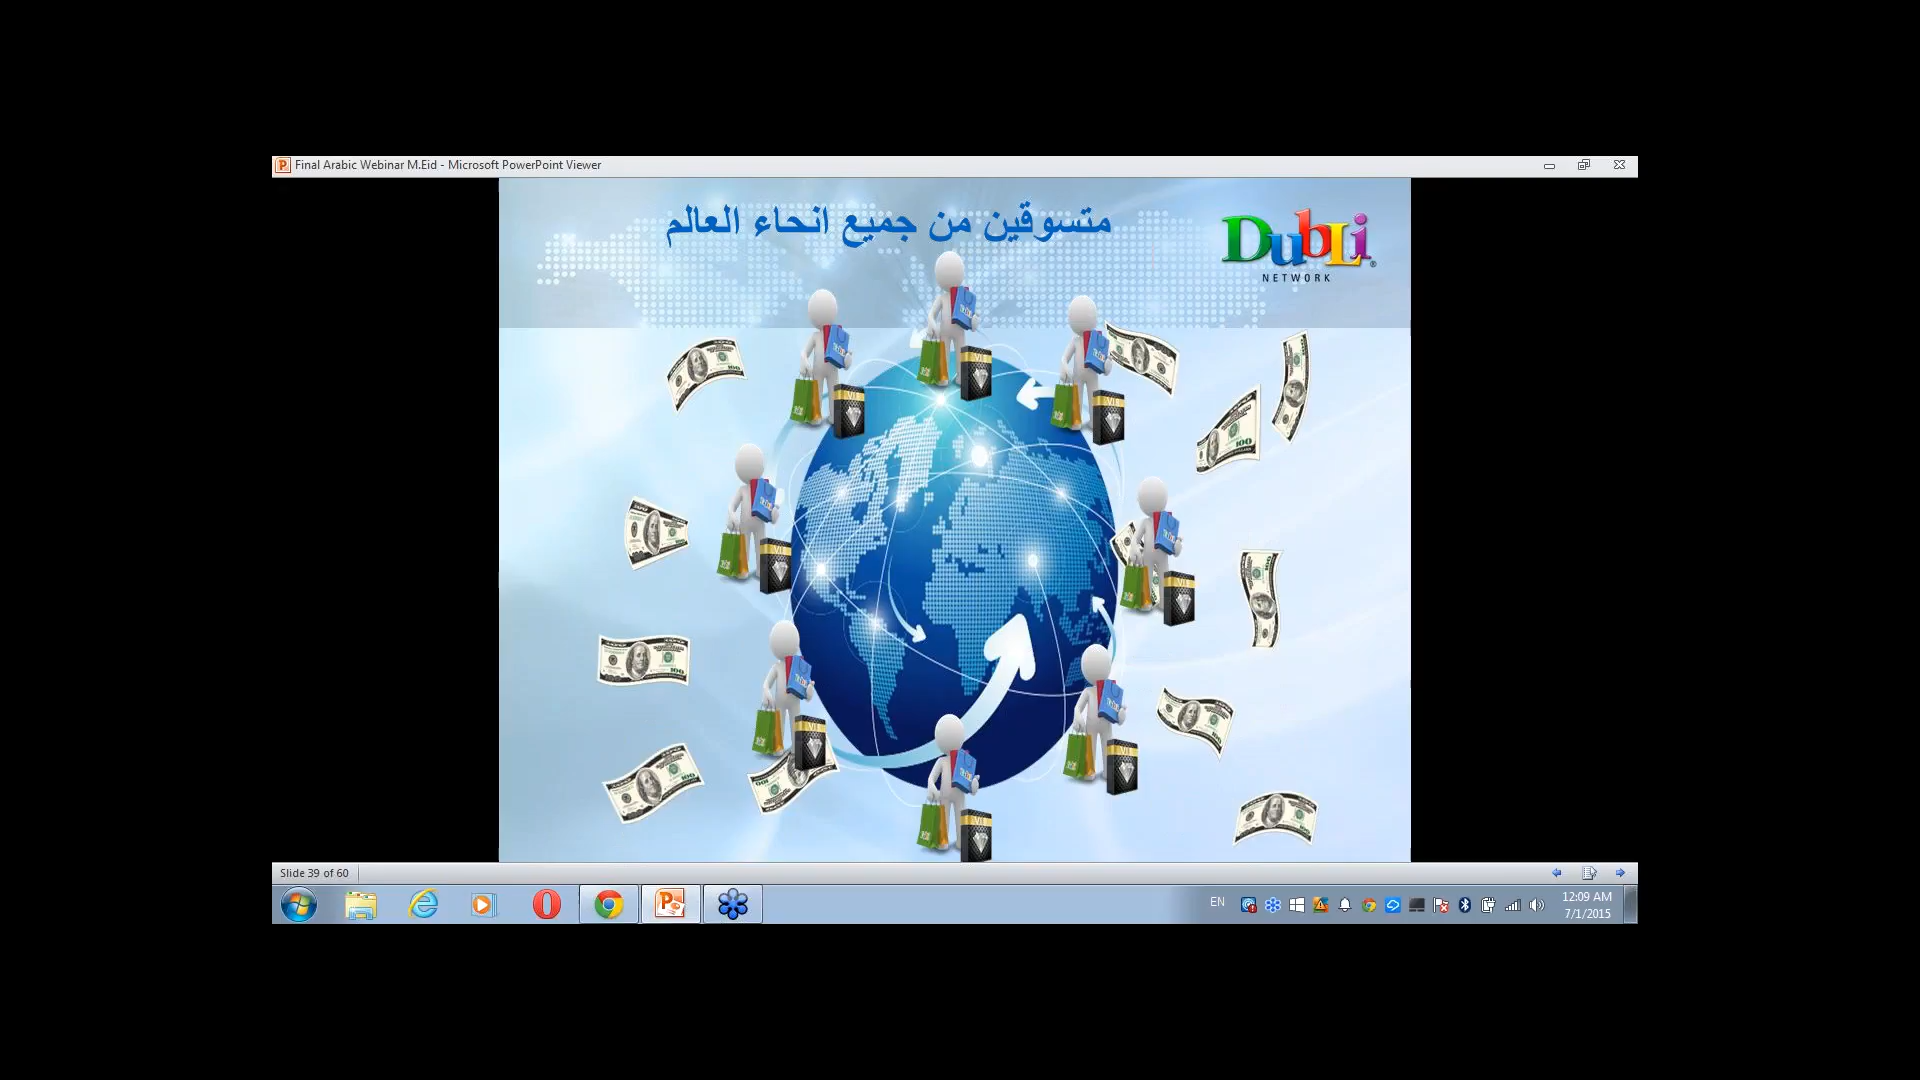 Final Arabic Webinar M.Eid - Microsoft PowerPoint Viewer
متسوقين من جميع انحاء العالم
DubLi
NETWORK
Slide 39 of 60
EN
12:09 AM
7/1/2015